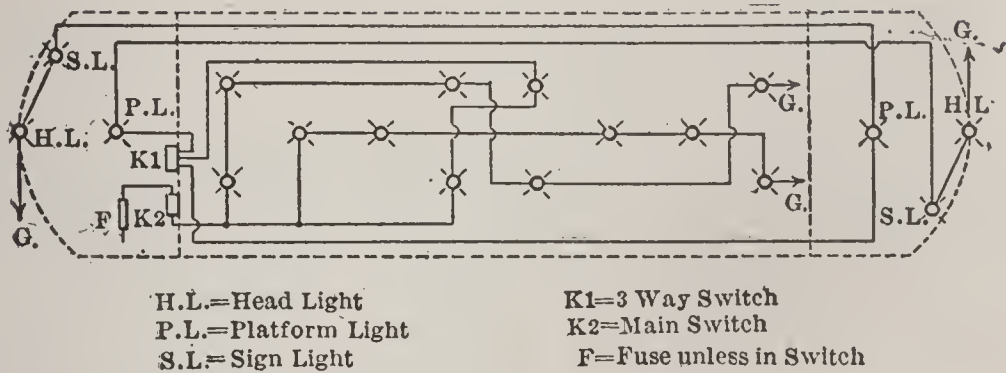 G.
S.L.
P.L.
P.L.
H.L
H.L.
K1
G.
G.
S.L.
F
K2
G.
H.L.=Head Light
P.L.=Platform Light
S.L.=Sign Light
K1=3 Way Switch
K2=Main Switch
F=Fuse unless in Switch